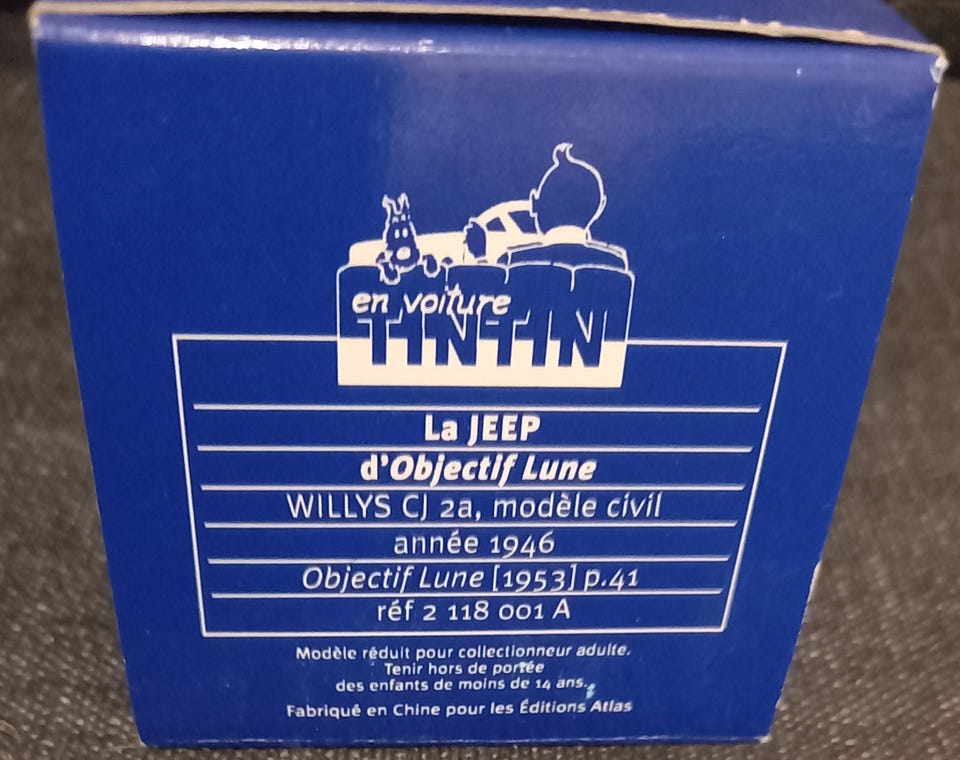 en voiture
TINTIN
La JEEP
d'Objectif Lune
WILLYS CJ 2a, modèle civil
année 1946
Objectif Lune [1953] p.41
réf 2 118 001 A
Modèle réduit pour collectionneur adulte.
Tenir hors de portée
des enfants de moins de 14 ans.
Fabriqué en Chine pour les Éditions Atlas